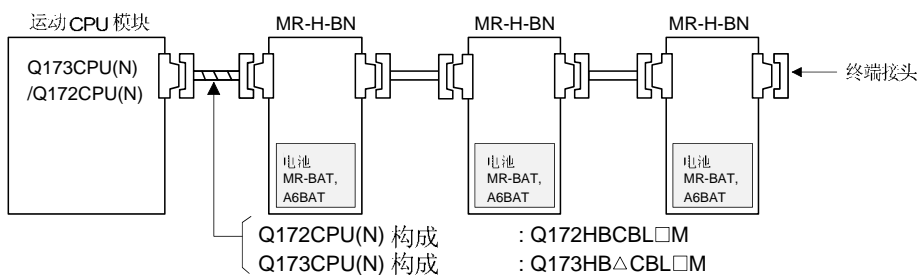 运动CPU 模块
MR-H-BN
MR-H-BN
MR-H-BN
Q173CPU(N)
/Q172CPU(N)
终端接头
电池
MR-BAT,
A6BAT
电池
MR-BAT,
A6BAT
电池
MR-BAT,
A6BAT
Q172CPU(N) 构成 : Q172HBCBL□M
Q173CPU(N) 构成 : Q173HB△CBL□M